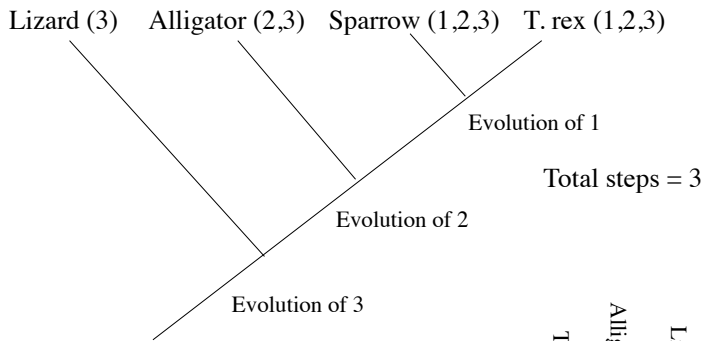 Lizard (3) Alligator (2,3) Sparrow (1,2,3) T. rex (1,2,3)
Evolution of 1
Total steps = 3
Evolution of 2
Evolution of 3